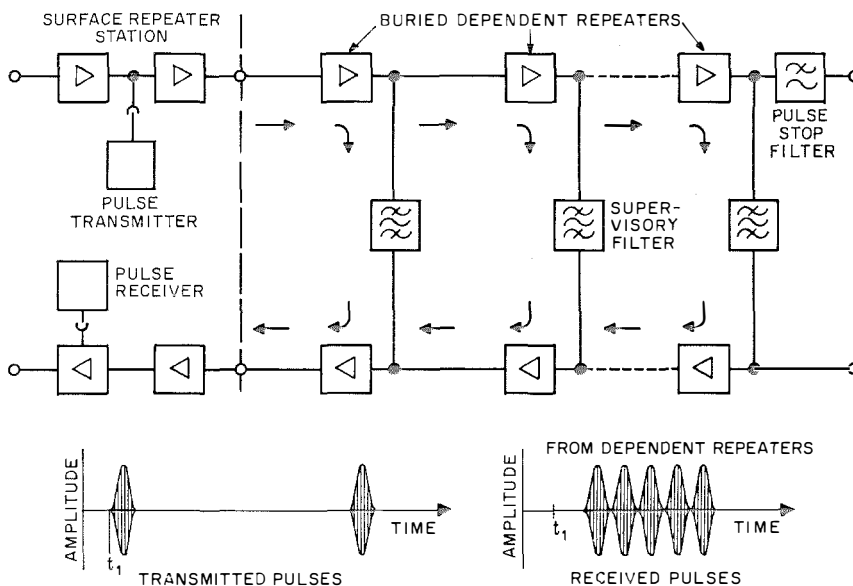 SURFACE REPEATER
STATION
BURIED DEPENDENT REPEATERS
PULSE
TRANSMITTER
PULSE
STOP
FILTER
SUPER-
VISORY
FILTER
PULSE
RECEIVER
AMPLITUDE
t1
TIME
TRANSMITTED PULSES
FROM DEPENDENT REPEATERS
AMPLITUDE
t1
TIME
RECEIVED PULSES